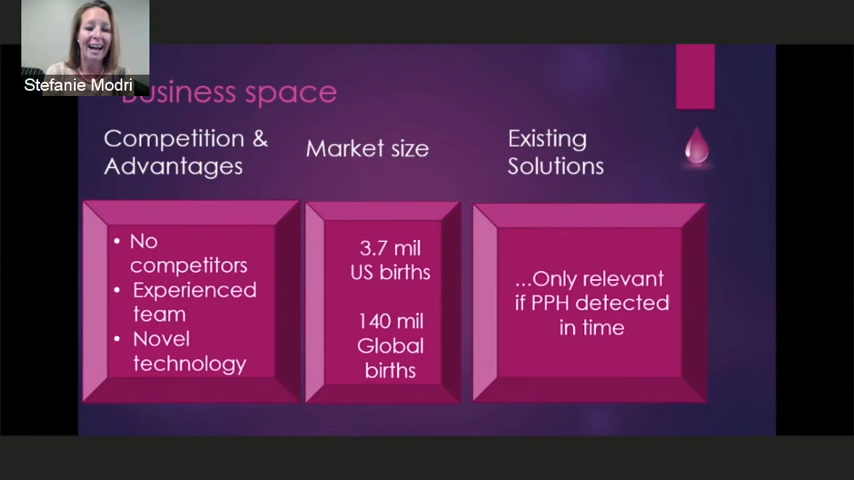 Stefanie Modri
Business space
Competition &
Advantages
Market size
Existing
Solutions
• No
competitors
• Experienced
team
• Novel
technology
3.7 mil
US births
140 mil
Global
births
...Only relevant
if PPH detected
in time